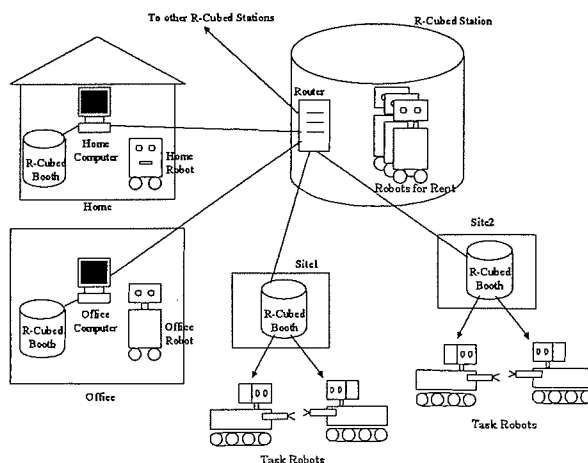 To other R-Cubed Stations
R-Cubed Station
Router
Robots for Rent
Home
Computer
R-Cubed
Booth
Home
Robot
Home
Site2
R-Cubed
Booth
Site1
R-Cubed
Booth
Office
Computer
R-Cubed
Booth
Office
Robot
Office
Task Robots
Task Robots